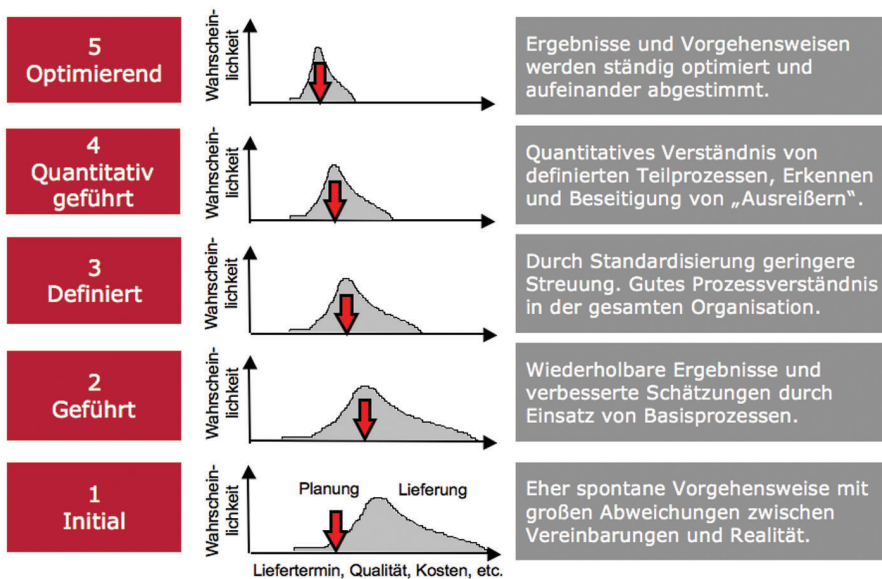 5
Optimierend
Wahrschein-
lichkeit
Ergebnisse und Vorgehensweisen
werden ständig optimiert und
aufeinander abgestimmt.
4
Quantitativ
geführt
Wahrschein-
lichkeit
Quantitatives Verständnis von
definierten Teilprozessen, Erkennen
und Beseitigung von „Ausreißern“.
3
Definiert
Wahrschein-
lichkeit
Durch Standardisierung geringere
Streuung. Gutes Prozessverständnis
in der gesamten Organisation.
2
Geführt
Wahrschein-
lichkeit
Wiederholbare Ergebnisse und
verbesserte Schätzungen durch
Einsatz von Basisprozessen.
1
Initial
Wahrschein-
lichkeit
Planung
Lieferung
Eher spontane Vorgehensweise mit
großen Abweichungen zwischen
Vereinbarungen und Realität.
Liefertermin, Qualität, Kosten, etc.